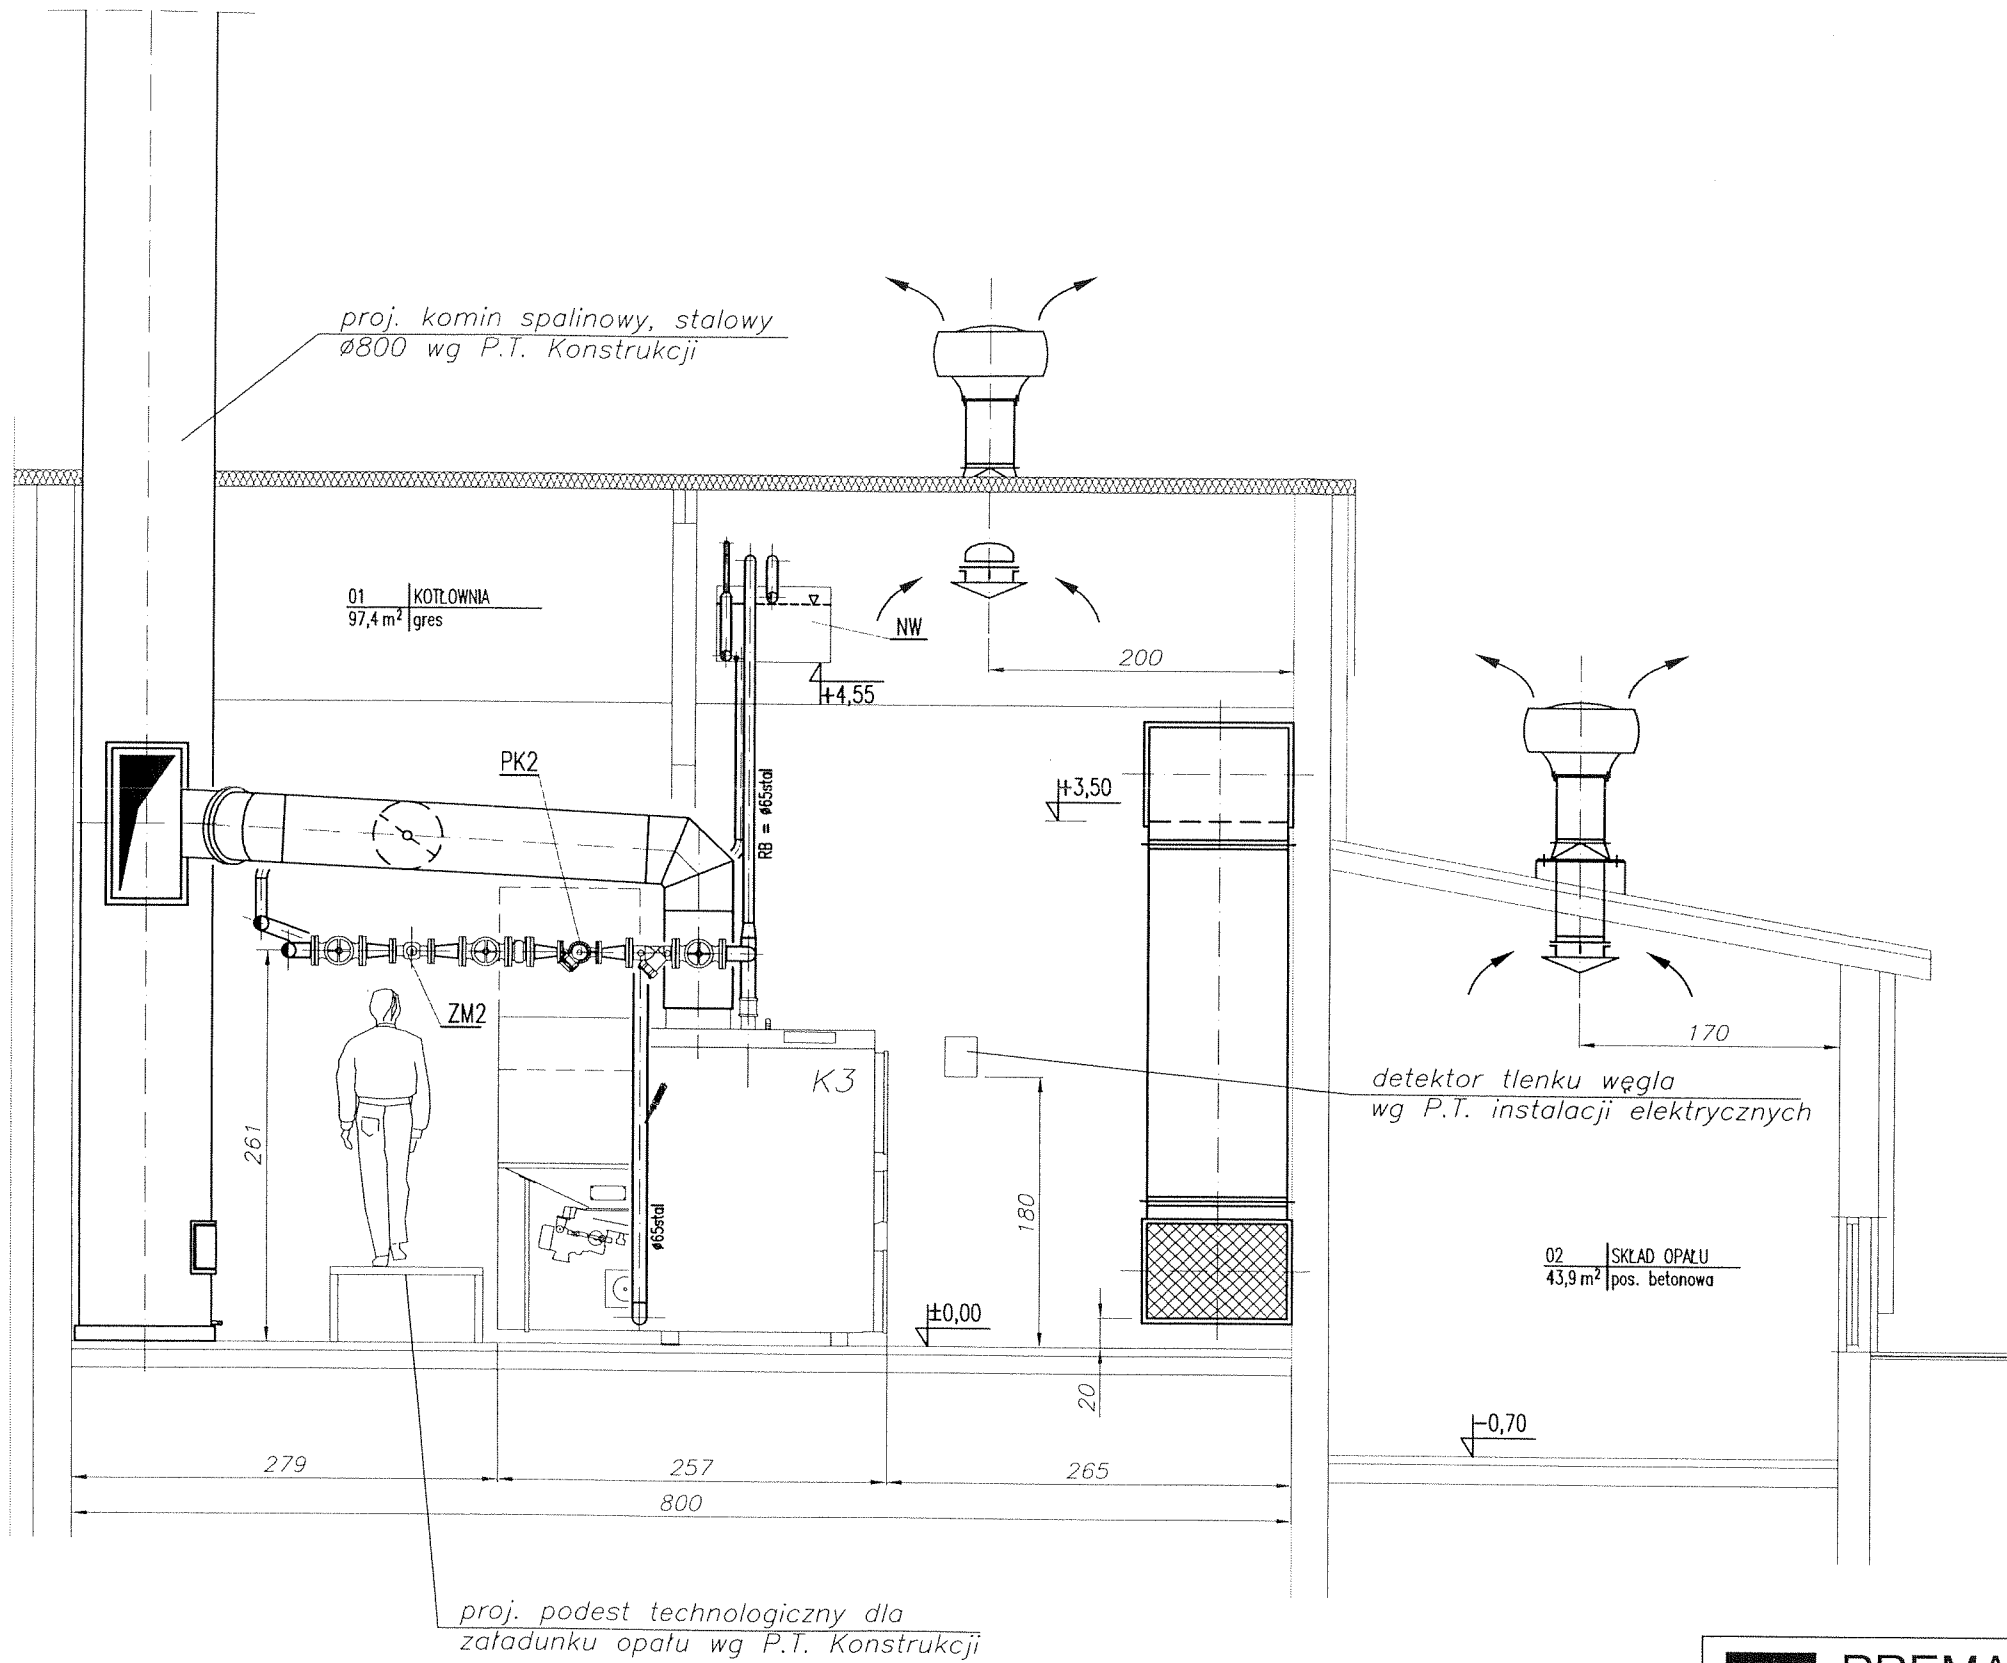 proj. komin spalinowy, stalowy
ø800 wg P.T. Konstrukcji
01 KOTŁOWNIA
97,4 m² gres
NW
200
+4,55
PK2
RB = ø65stal
+3,50
ZM2
K3
170
detektor tlenku węgla
wg P.T. instalacji elektrycznych
261
180
ø65stal
02 SKŁAD OPAŁU
43,9 m² pos. betonowa
±0,00
20
-0,70
279
257
265
800
proj. podest technologiczny dla
załadunku opału wg P.T. Konstrukcji